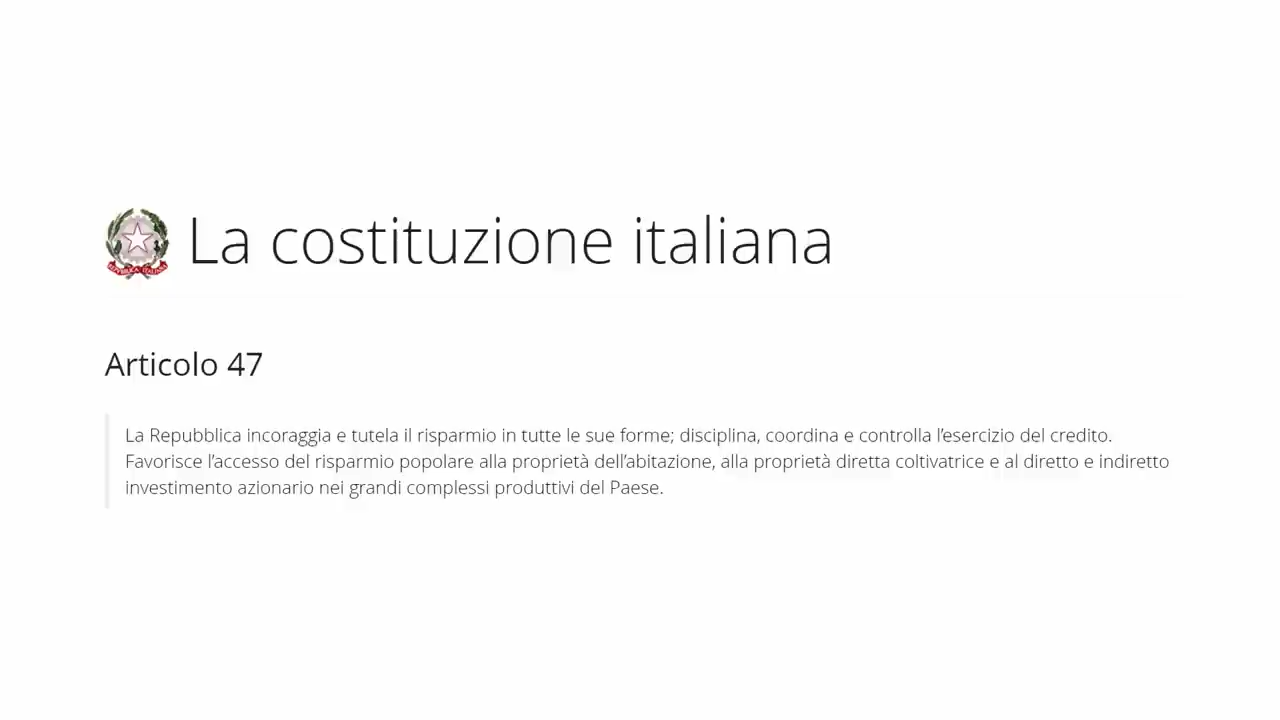 La costituzione italiana
REPVBBLICA ITALIANA
Articolo 47
La Repubblica incoraggia e tutela il risparmio in tutte le sue forme; disciplina, coordina e controlla l’esercizio del credito.
Favorisce l’accesso del risparmio popolare alla proprietà dell’abitazione, alla proprietà diretta coltivatrice e al diretto e indiretto
investimento azionario nei grandi complessi produttivi del Paese.